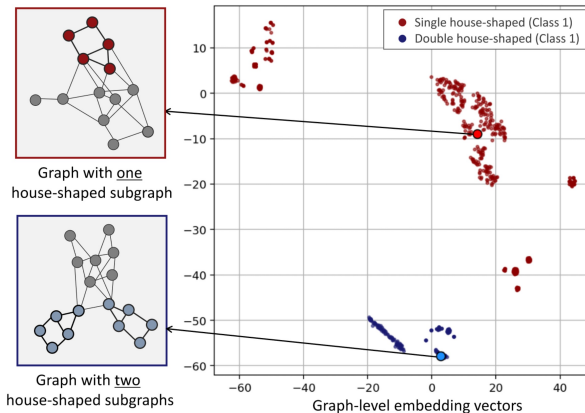 Graph with one
house-shaped subgraph
Graph with two
house-shaped subgraphs
Single house-shaped (Class 1)
Double house-shaped (Class 1)
10
0
−10
−20
−30
−40
−50
−60
−60
−40
−20
0
20
40
Graph-level embedding vectors